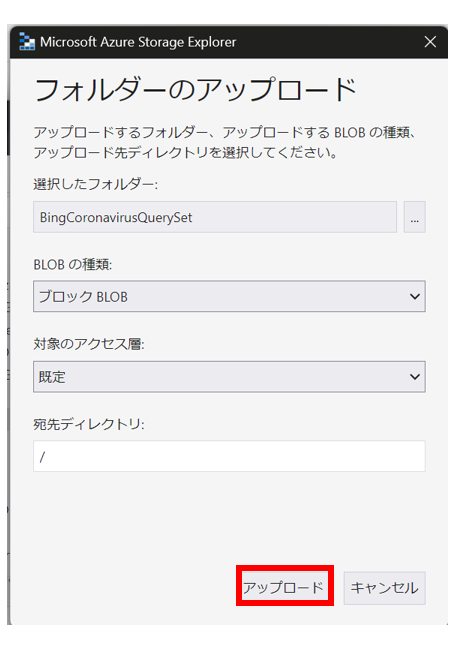 Microsoft Azure Storage Explorer
フォルダーのアップロード
アップロードするフォルダー、アップロードする BLOB の種類、
アップロード先ディレクトリを選択してください。
選択したフォルダー:
BingCoronavirusQuerySet
...
BLOB の種類:
ブロック BLOB
対象のアクセス層:
既定
宛先ディレクトリ:
/
アップロード
キャンセル